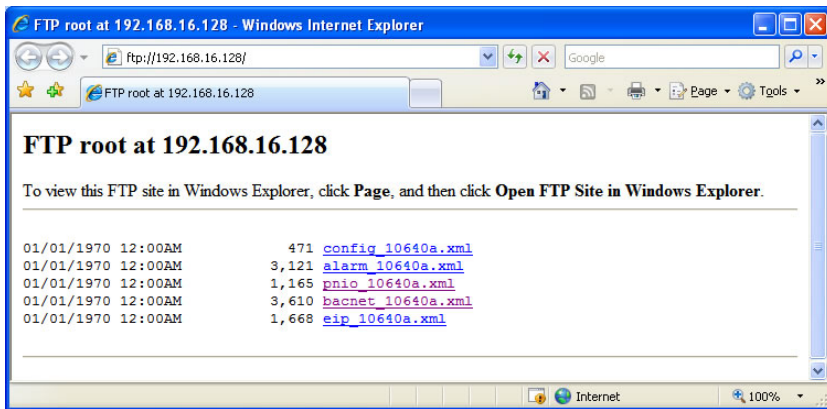 FTP root at 192.168.16.128 - Windows Internet Explorer
ftp://192.168.16.128/
Google
FTP root at 192.168.16.128
Page
Tools
»
FTP root at 192.168.16.128
To view this FTP site in Windows Explorer, click Page, and then click Open FTP Site in Windows Explorer.
01/01/1970 12:00AM 471 config_10640a.xml
01/01/1970 12:00AM 3,121 alarm_10640a.xml
01/01/1970 12:00AM 1,165 pnio_10640a.xml
01/01/1970 12:00AM 3,610 bacnet_10640a.xml
01/01/1970 12:00AM 1,668 eip_10640a.xml
Internet
100%